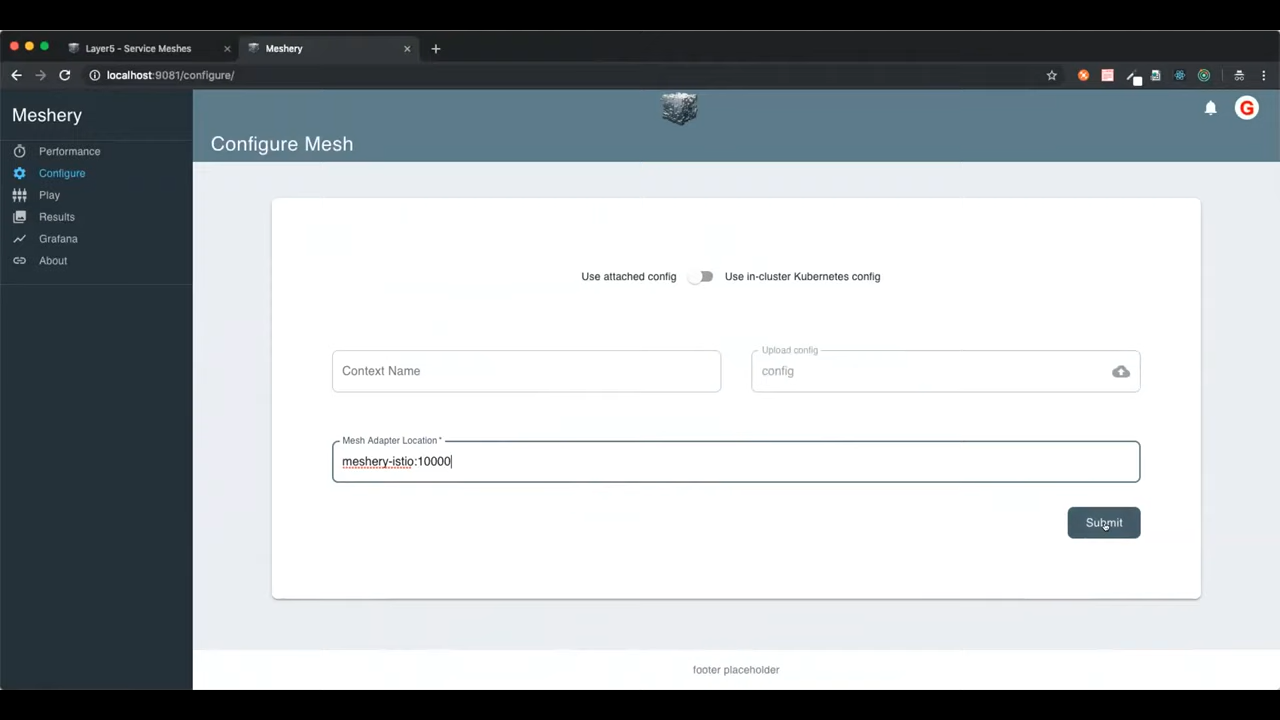 Layer5 - Service Meshes
Meshery
localhost:9081/configure/
Meshery
G
Configure Mesh
Performance
Configure
Play
Results
Grafana
About
Use attached config
Use in-cluster Kubernetes config
Context Name
Upload config
config
Mesh Adapter Location *
meshery-istio:10000
Submit
footer placeholder